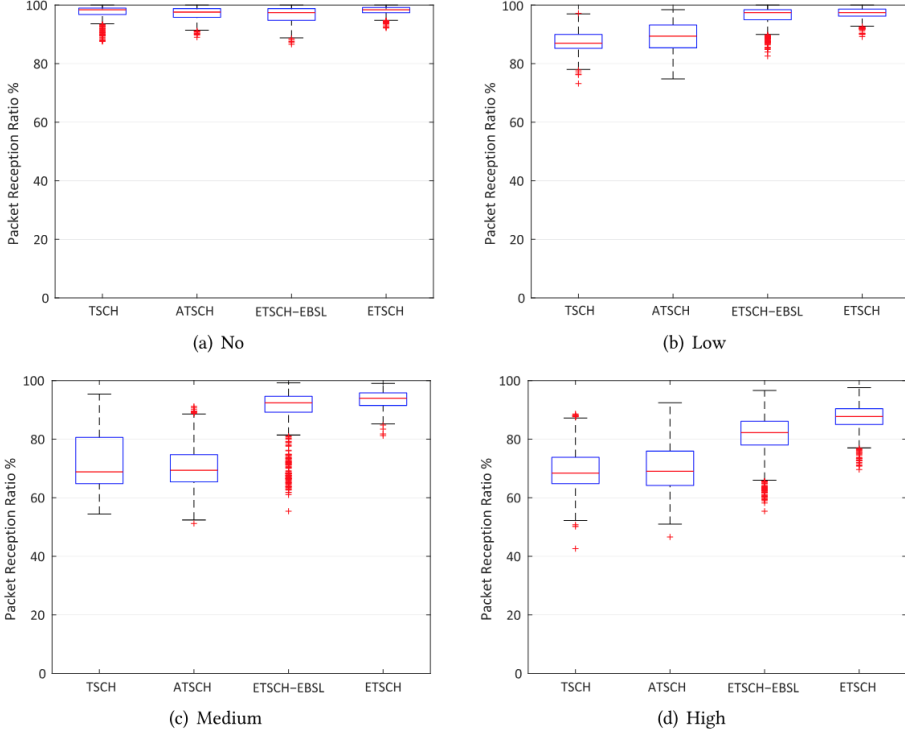 100
80
60
40
20
0
Packet Reception Ratio %
TSCH ATSCH ETSCH−EBSL ETSCH
(a) No
100
80
60
40
20
0
Packet Reception Ratio %
TSCH ATSCH ETSCH−EBSL ETSCH
(b) Low
100
80
60
40
20
0
Packet Reception Ratio %
TSCH ATSCH ETSCH−EBSL ETSCH
(c) Medium
100
80
60
40
20
0
Packet Reception Ratio %
TSCH ATSCH ETSCH−EBSL ETSCH
(d) High